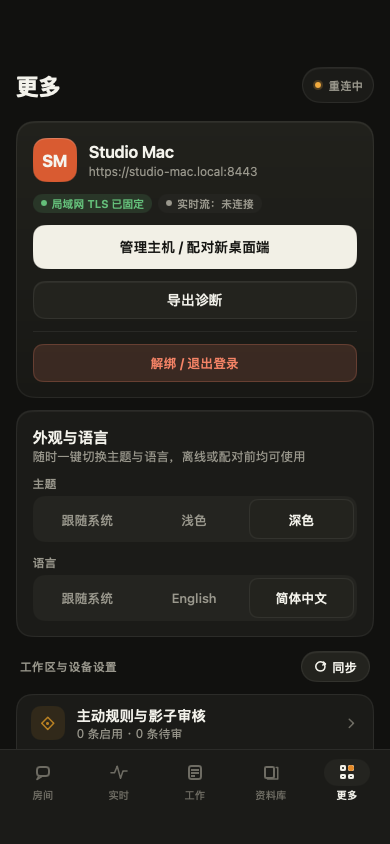 更多
重连中
SM
Studio Mac
https://studio-mac.local:8443
局域网 TLS 已固定
实时流：未连接
管理主机 / 配对新桌面端
导出诊断
解绑 / 退出登录
外观与语言
随时一键切换主题与语言，离线或配对前均可使用
主题
跟随系统 浅色 深色
语言
跟随系统 English 简体中文
工作区与设备设置
同步
主动规则与影子审核
0 条启用 · 0 条待审
房间 实时 工作 资料库 更多